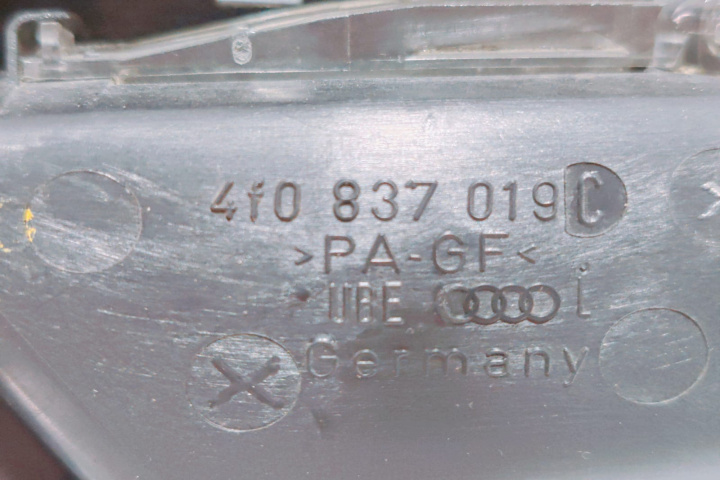 4f0 837 019 C
>PA-GF<
Germany